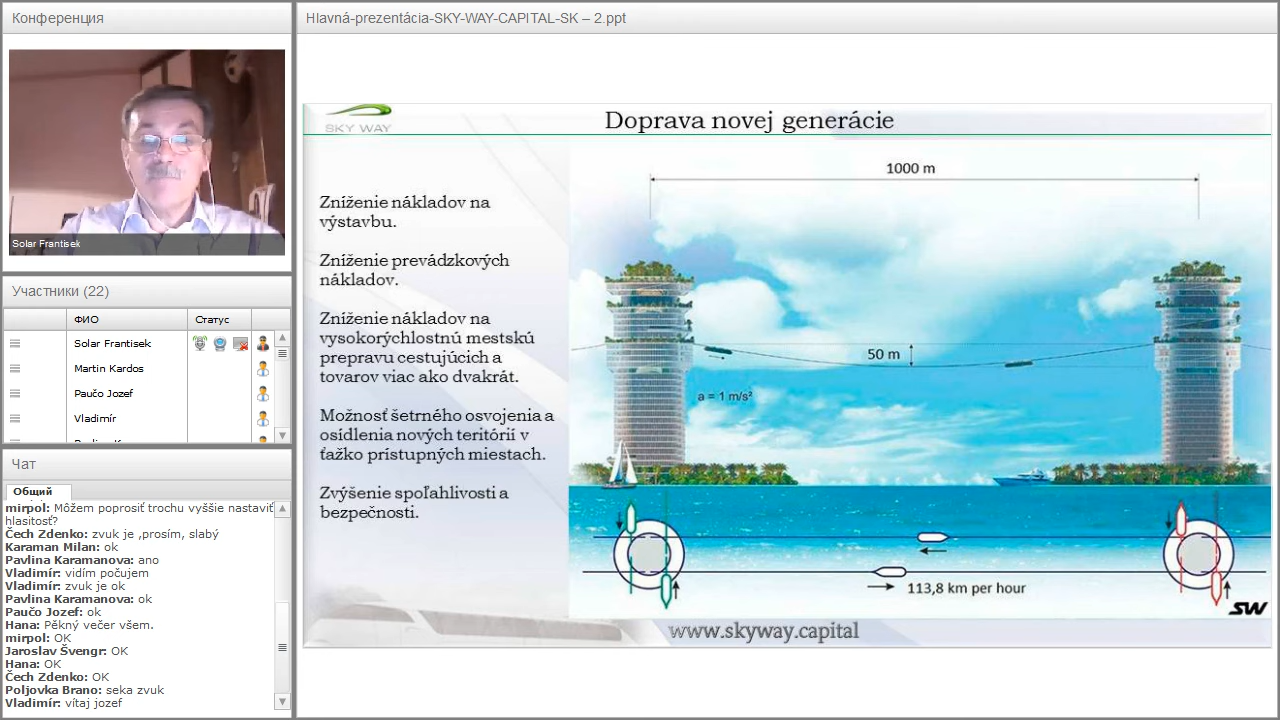 Конференция
Solar Frantisek
Участники (22)
ФИО
Статус
Solar Frantisek
Martin Kardos
Paučo Jozef
Vladimír
Чат
Общий
mirpol: Môžem poprosiť trochu vyššie nastaviť
hlasitosť?
Čech Zdenko: zvuk je ,prosím, slabý
Karaman Milan: ok
Pavlina Karamanova: ano
Vladimír: vidím počujem
Vladimír: zvuk je ok
Pavlina Karamanova: ok
Paučo Jozef: ok
Hana: Pěkný večer všem.
mirpol: OK
Jaroslav Švengr: OK
Hana: OK
Čech Zdenko: OK
Poljovka Brano: seka zvuk
Vladimír: vítaj jozef
Hlavná-prezentácia-SKY-WAY-CAPITAL-SK – 2.ppt
SKY WAY
Doprava novej generácie
Zníženie nákladov na
výstavbu.
Zníženie prevádzkových
nákladov.
Zníženie nákladov na
vysokorýchlostnú mestskú
prepravu cestujúcich a
tovarov viac ako dvakrát.
Možnosť šetrného osvojenia a
osídlenia nových teritórií v
ťažko prístupných miestach.
Zvýšenie spoľahlivosti a
bezpečnosti.
1000 m
50 m
a = 1 m/s²
113,8 km per hour
SW
www.skyway.capital